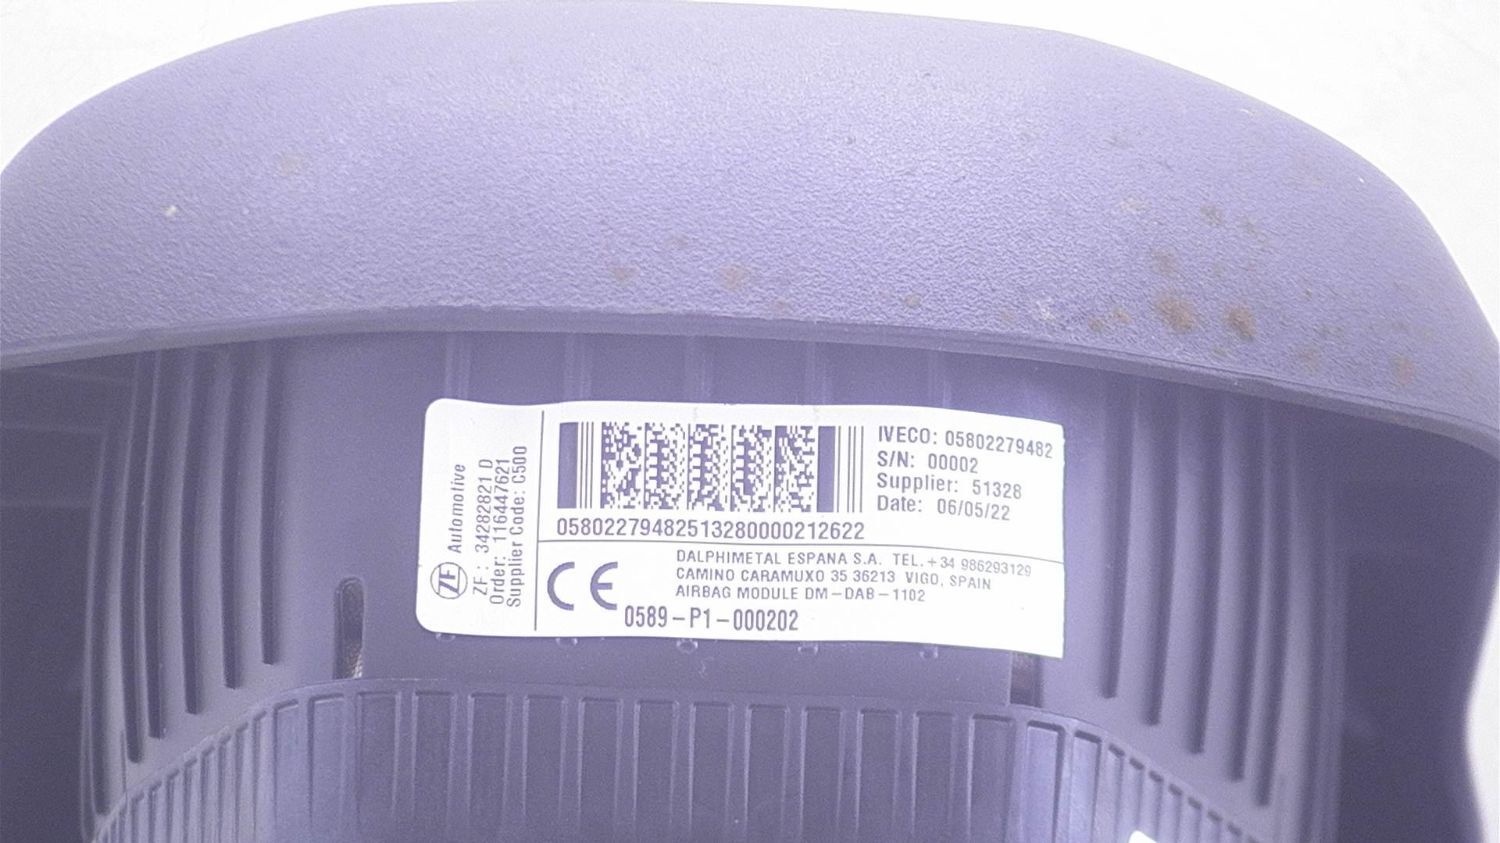 ZF Automotive
ZF: 34282821 D
Order: 116447621
Supplier Code: C500
IVECO: 05802279482
S/N: 00002
Supplier: 51328
Date: 06/05/22
05802279482513280000212622
CE
DALPHIMETAL ESPANA S.A. TEL.+34 986293129
CAMINO CARAMUXO 35 36213 VIGO, SPAIN
AIRBAG MODULE DM-DAB-1102
0589-P1-000202